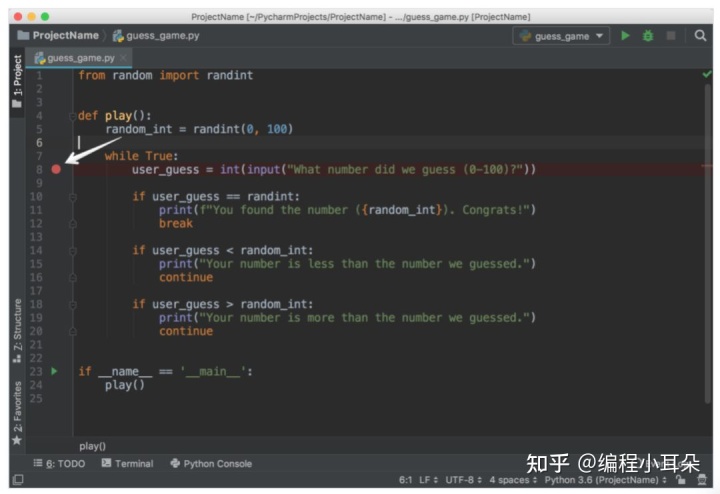 ProjectName [~/PycharmProjects/ProjectName] - .../guess_game.py [ProjectName]
ProjectName guess_game.py guess_game
1: Project
guess_game.py
1 from random import randint
2
3
4 def play():
5 random_int = randint(0, 100)
6
7 while True:
8 user_guess = int(input("What number did we guess (0-100)?"))
9
10 if user_guess == randint:
11 print(f"You found the number ({random_int}). Congrats!")
12 break
13
14 if user_guess < random_int:
15 print("Your number is less than the number we guessed.")
16 continue
17
18 if user_guess > random_int:
19 print("Your number is more than the number we guessed.")
20 continue
21
22
23 if __name__ == '__main__':
24 play()
25
Z: Structure
2: Favorites
play()
6: TODO Terminal Python Console
知乎 @编程小耳朵
6:1 LF UTF-8 4 spaces Python 3.6 (ProjectName)